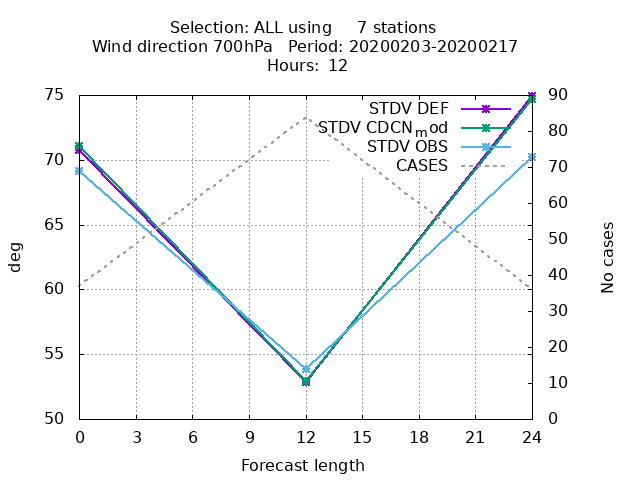 Selection: ALL using     7 stations
Wind direction 700hPa   Period: 20200203-20200217
Hours: 12
STDV DEF
STDV CDCN_mod
STDV OBS
CASES
75
70
65
60
55
50
deg
90
80
70
60
50
40
30
20
10
0
No cases
0 3 6 9 12 15 18 21 24
Forecast length